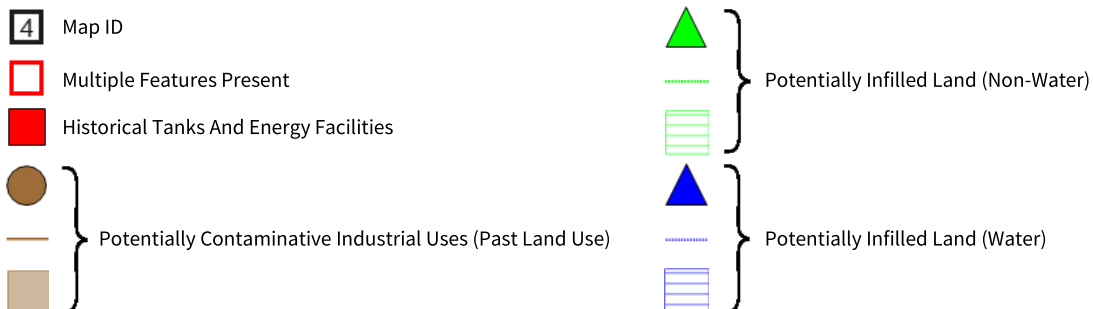 4 Map ID
Multiple Features Present
Historical Tanks And Energy Facilities
Potentially Contaminative Industrial Uses (Past Land Use)
Potentially Infilled Land (Non-Water)
Potentially Infilled Land (Water)